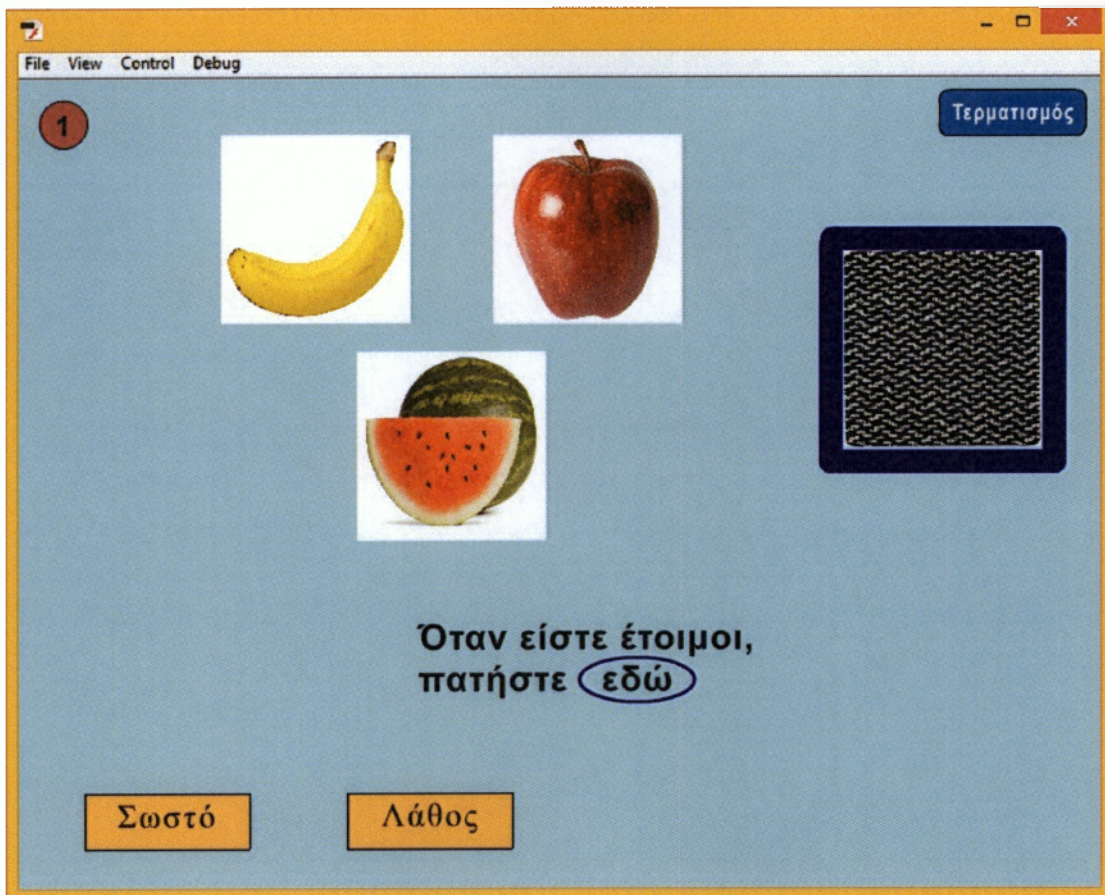 File View Control Debug
1
Τερματισμός
Όταν είστε έτοιμοι,
πατήστε εδώ
Σωστό
Λάθος